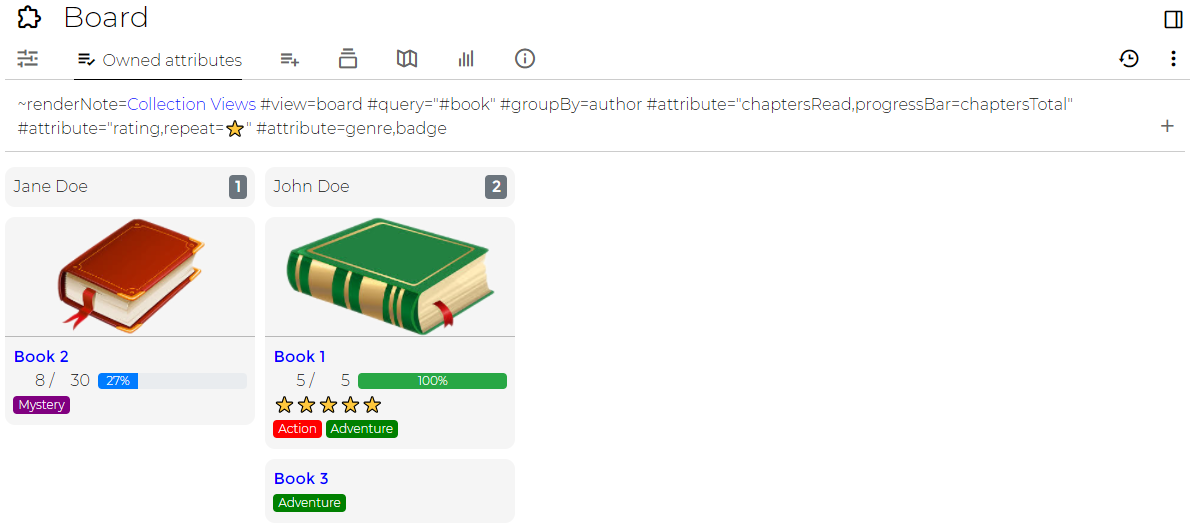 Board
Owned attributes
~renderNote=Collection Views #view=board #query="#book" #groupBy=author #attribute="chaptersRead,progressBar=chaptersTotal"
#attribute="rating,repeat=⭐" #attribute=genre,badge
Jane Doe 1
John Doe 2
Book 2
8 / 30 27%
Mystery
Book 1
5 / 5 100%
Action Adventure
Book 3
Adventure